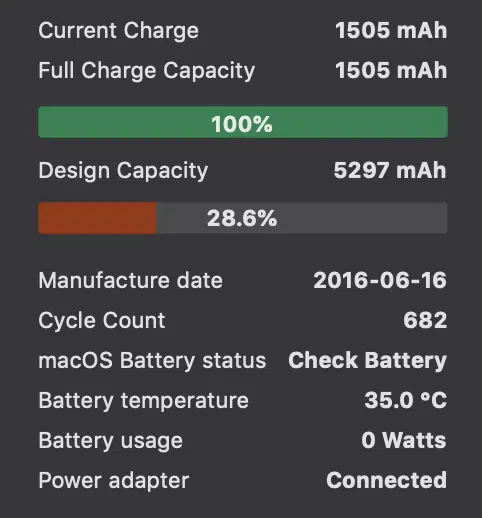 Current Charge 1505 mAh
Full Charge Capacity 1505 mAh
100%
Design Capacity 5297 mAh
28.6%
Manufacture date 2016-06-16
Cycle Count 682
macOS Battery status Check Battery
Battery temperature 35.0 °C
Battery usage 0 Watts
Power adapter Connected